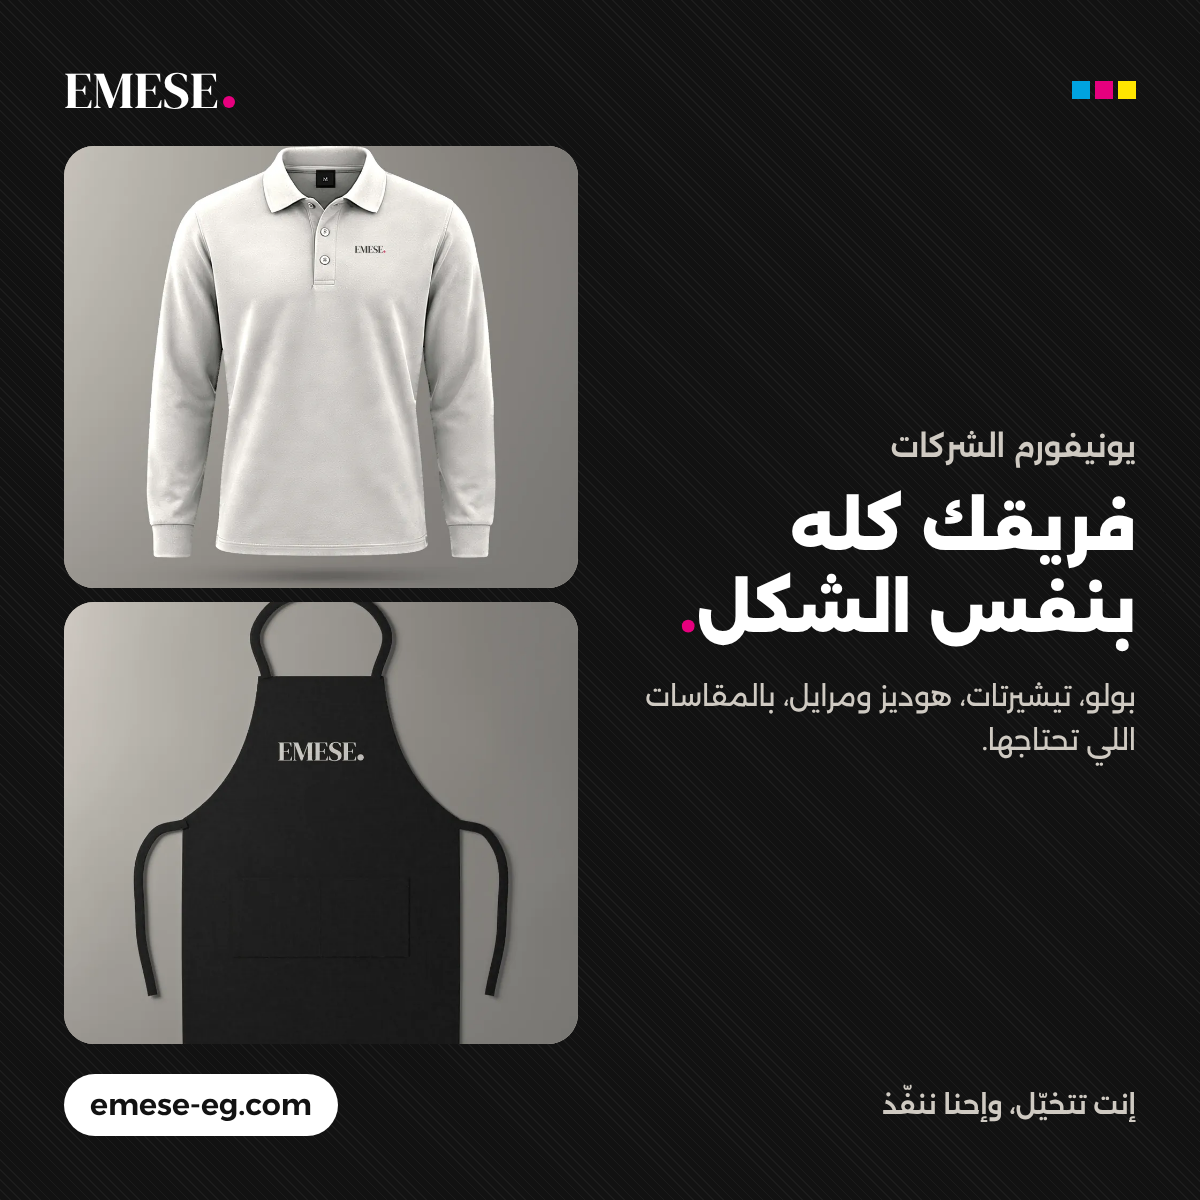 EMESE.
EMESE.
EMESE.
يونيفورم الشركات
فريقك كله
بنفس الشكل.
بولو، تيشيرتات، هوديز ومرايل، بالمقاسات
اللي تحتاجها.
emese-eg.com
إنت تتخيّل، وإحنا ننفّذ